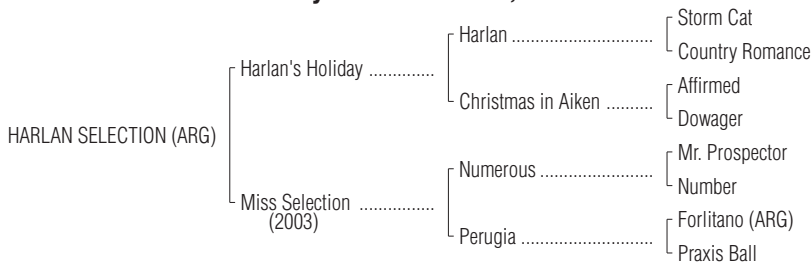 Storm Cat
Harlan ................................
Country Romance
Harlan's Holiday ...............
Affirmed
Christmas in Aiken ..........
Dowager
HARLAN SELECTION (ARG)
Mr. Prospector
Numerous .........................
Number
Miss Selection .................
(2003)
Forlitano (ARG)
Perugia ..............................
Praxis Ball